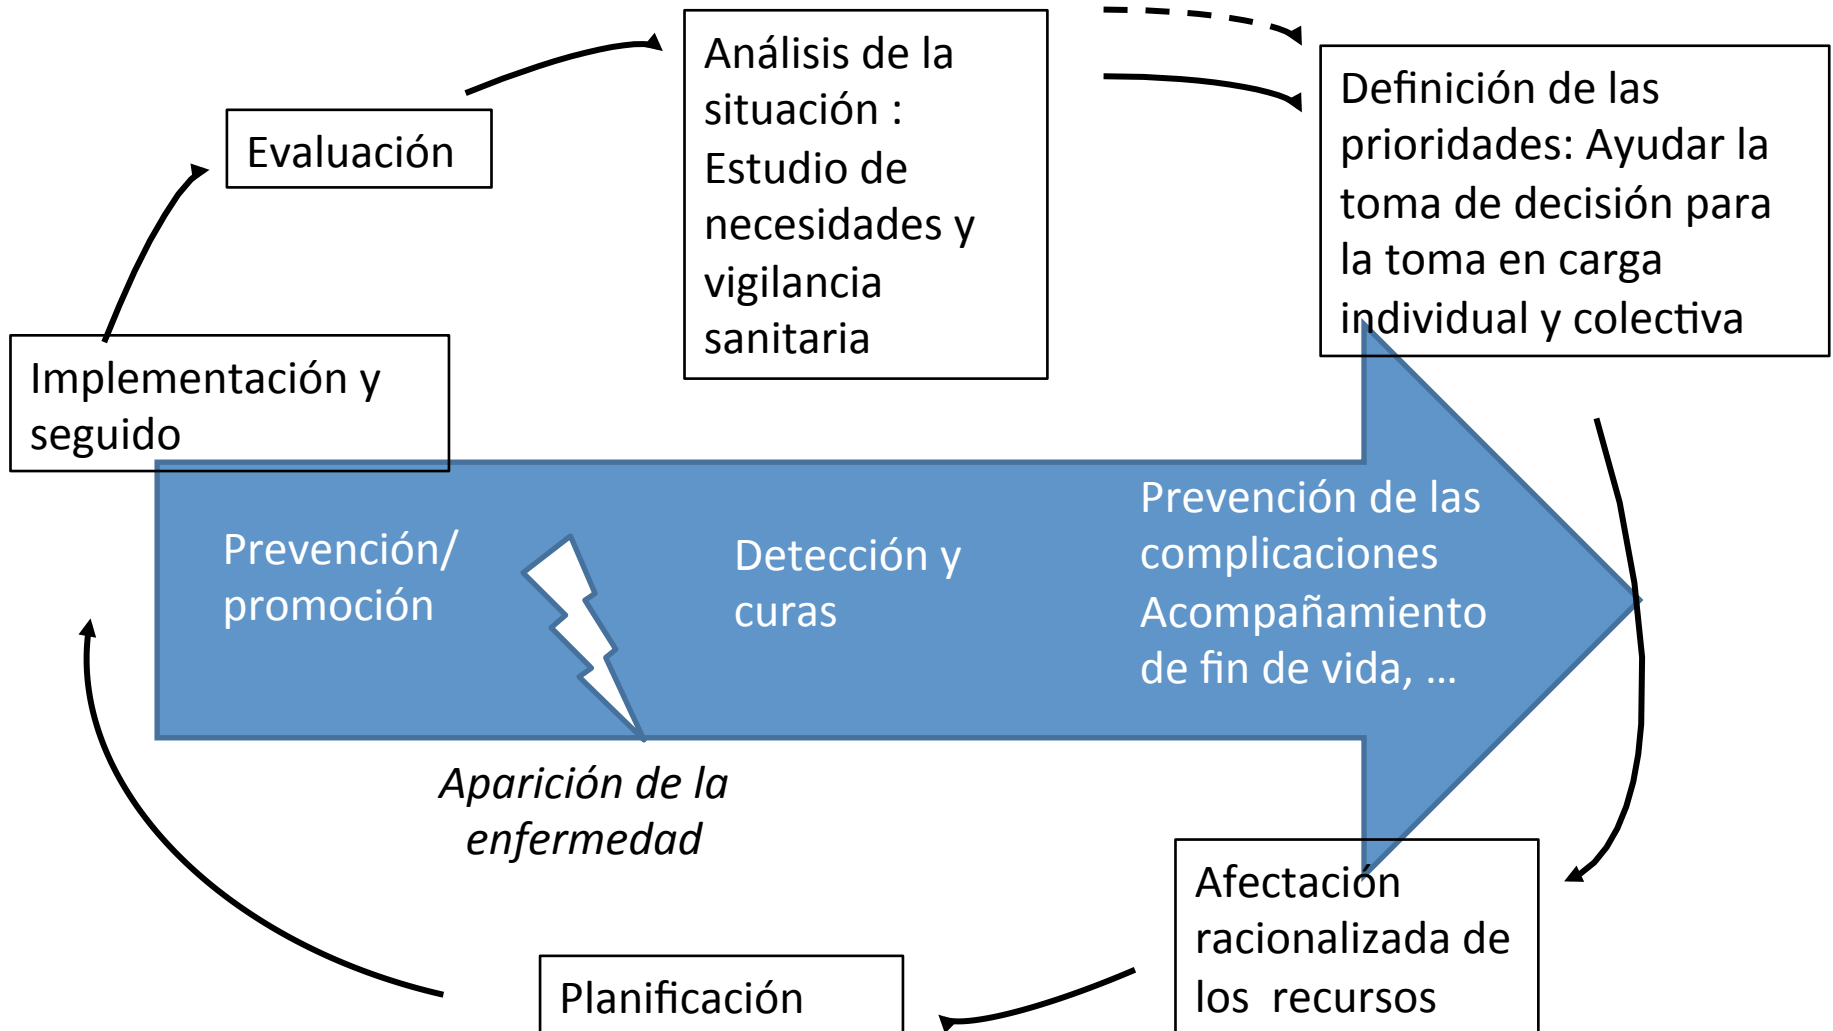 Análisis de la
situación :
Estudio de
necesidades y
vigilancia
sanitaria
Definición de las
prioridades: Ayudar la
toma de decisión para
la toma en carga
individual y colectiva
Evaluación
Implementación y
seguido
Prevención/
promoción
Detección y
curas
Prevención de las
complicaciones
Acompañamiento
de fin de vida, ...
Aparición de la
enfermedad
Afectación
racionalizada de
los  recursos
Planificación